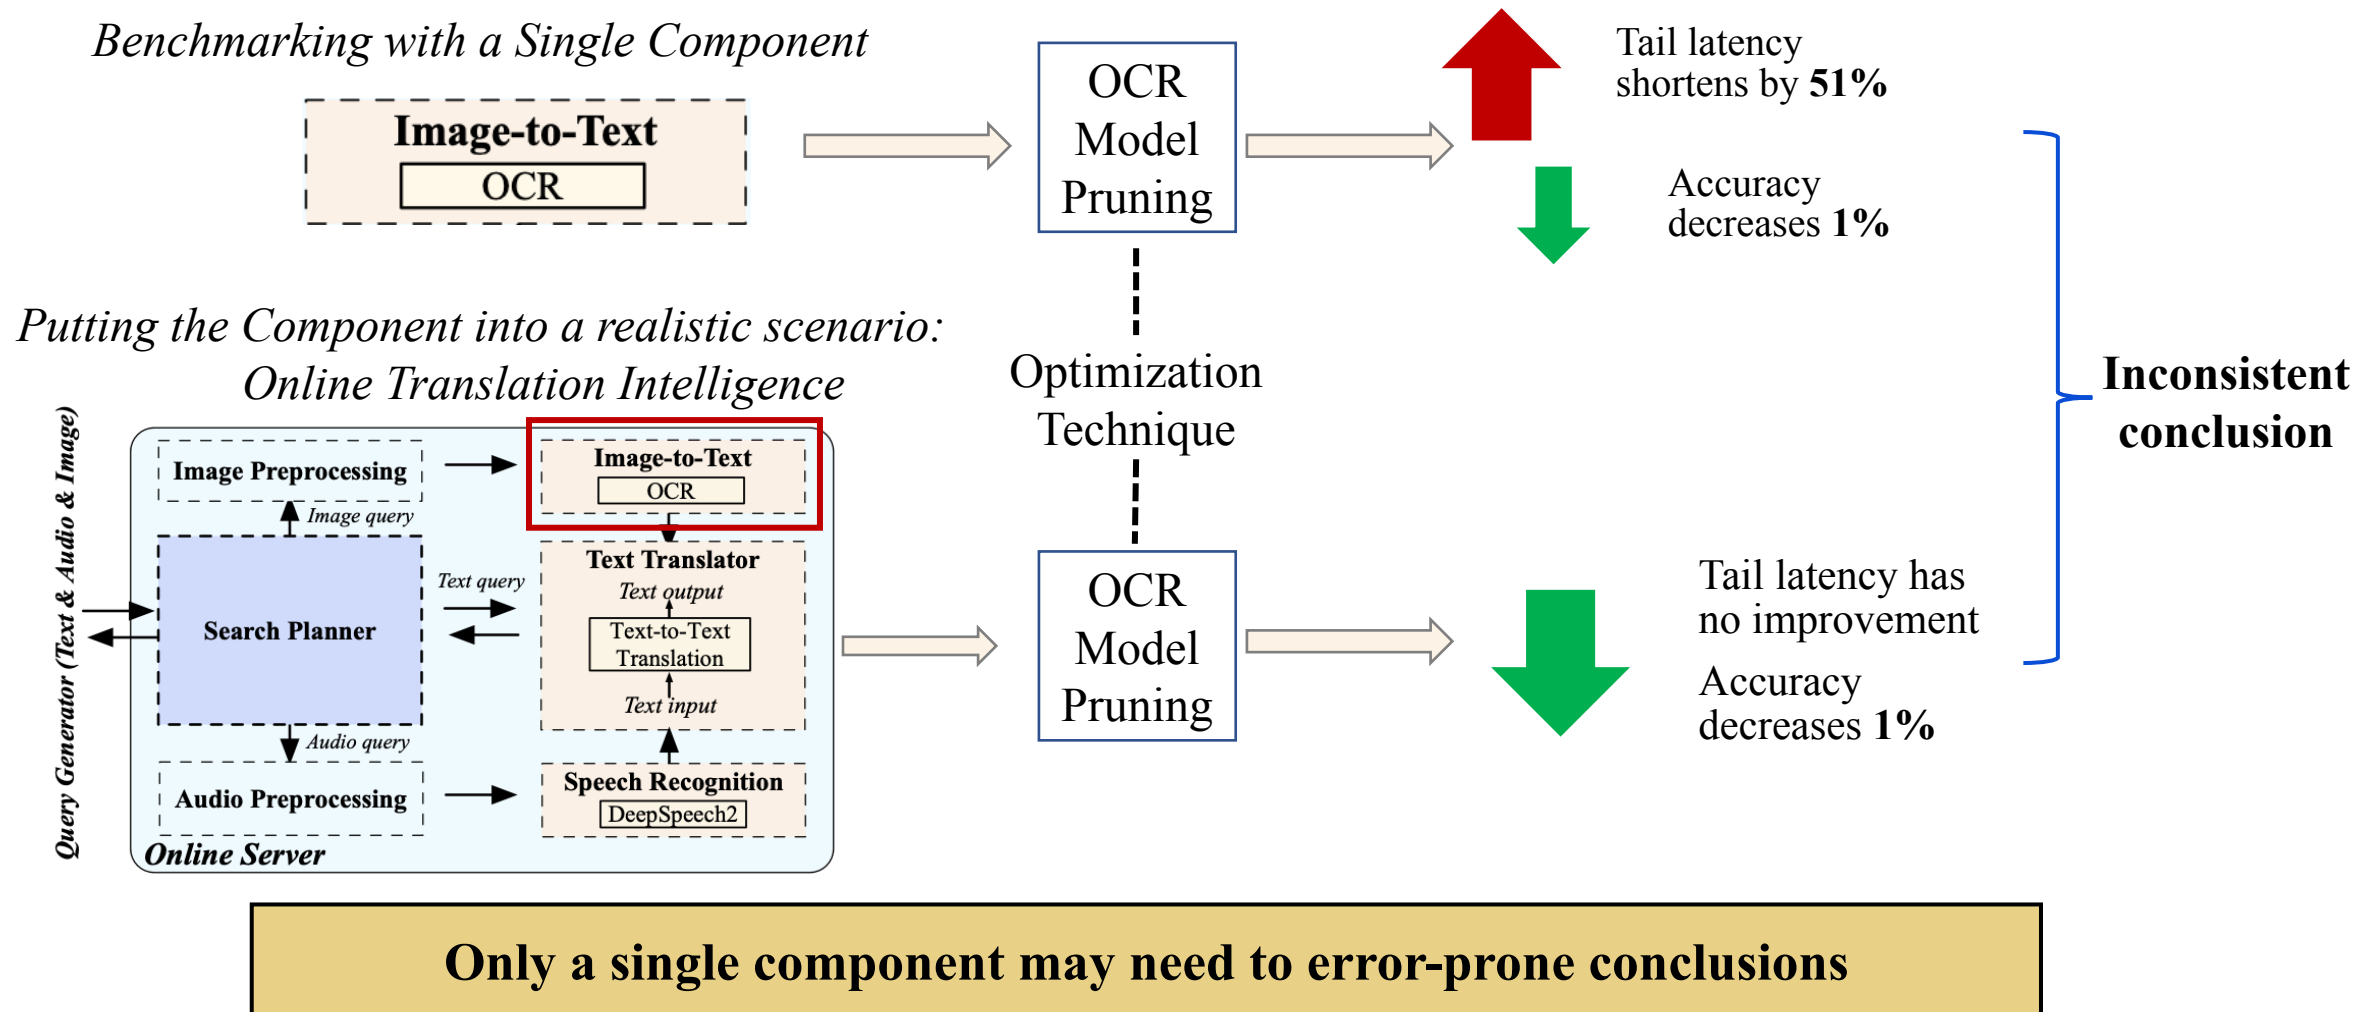 Benchmarking with a Single Component
Image-to-Text
OCR
OCR
Model
Pruning
Tail latency
shortens by 51%
Accuracy
decreases 1%
Putting the Component into a realistic scenario:
Online Translation Intelligence
Optimization
Technique
Inconsistent
conclusion
Query Generator (Text & Audio & Image)
Image Preprocessing
Image-to-Text
OCR
Image query
Search Planner
Text query
Text Translator
Text output
Text-to-Text
Translation
Text input
Audio query
Audio Preprocessing
Speech Recognition
DeepSpeech2
Online Server
OCR
Model
Pruning
Tail latency has
no improvement
Accuracy
decreases 1%
Only a single component may need to error-prone conclusions